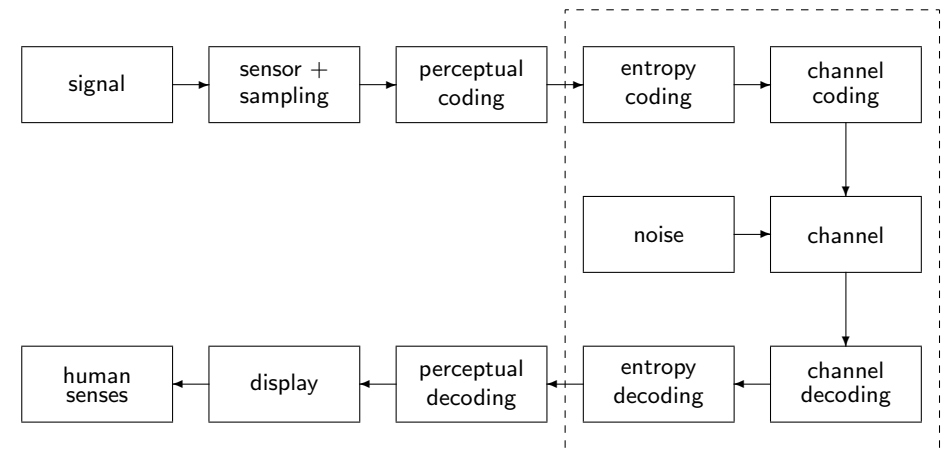 signal
sensor +
sampling
perceptual
coding
entropy
coding
channel
coding
noise
channel
human
senses
display
perceptual
decoding
entropy
decoding
channel
decoding